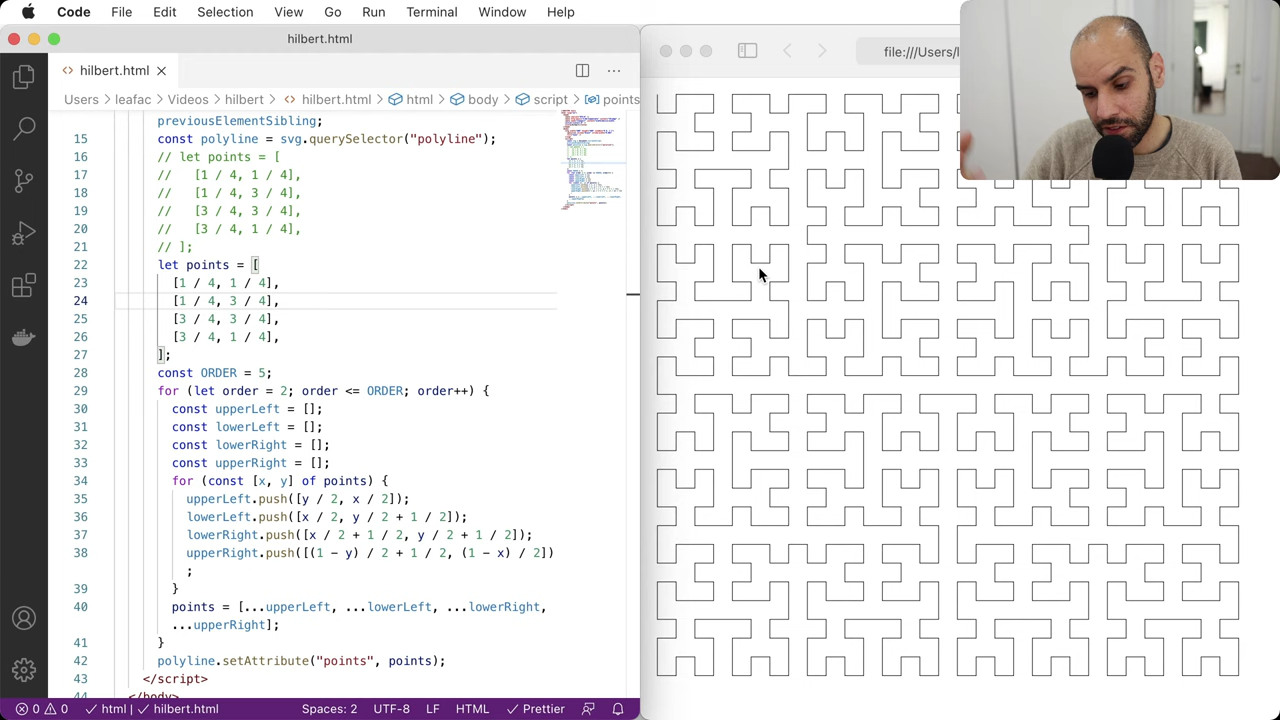 Code File Edit Selection View Go Run Terminal Window Help
hilbert.html
hilbert.html
file:///Users/l
Users leafac Videos hilbert hilbert.html html body script points
previousElementSibling;
15 const polyline = svg.querySelector("polyline");
16 // let points = [
17 //   [1 / 4, 1 / 4],
18 //   [1 / 4, 3 / 4],
19 //   [3 / 4, 3 / 4],
20 //   [3 / 4, 1 / 4],
21 // ];
22 let points = [
23 [1 / 4, 1 / 4],
24 [1 / 4, 3 / 4],
25 [3 / 4, 3 / 4],
26 [3 / 4, 1 / 4],
27 ];
28 const ORDER = 5;
29 for (let order = 2; order <= ORDER; order++) {
30 const upperLeft = [];
31 const lowerLeft = [];
32 const lowerRight = [];
33 const upperRight = [];
34 for (const [x, y] of points) {
35 upperLeft.push([y / 2, x / 2]);
36 lowerLeft.push([x / 2, y / 2 + 1 / 2]);
37 lowerRight.push([x / 2 + 1 / 2, y / 2 + 1 / 2]);
38 upperRight.push([(1 - y) / 2 + 1 / 2, (1 - x) / 2])
;
39 }
40 points = [...upperLeft, ...lowerLeft, ...lowerRight,
...upperRight];
41 }
42 polyline.setAttribute("points", points);
43 </script>
44 </body>
0 0 html hilbert.html Spaces: 2 UTF-8 LF HTML Prettier